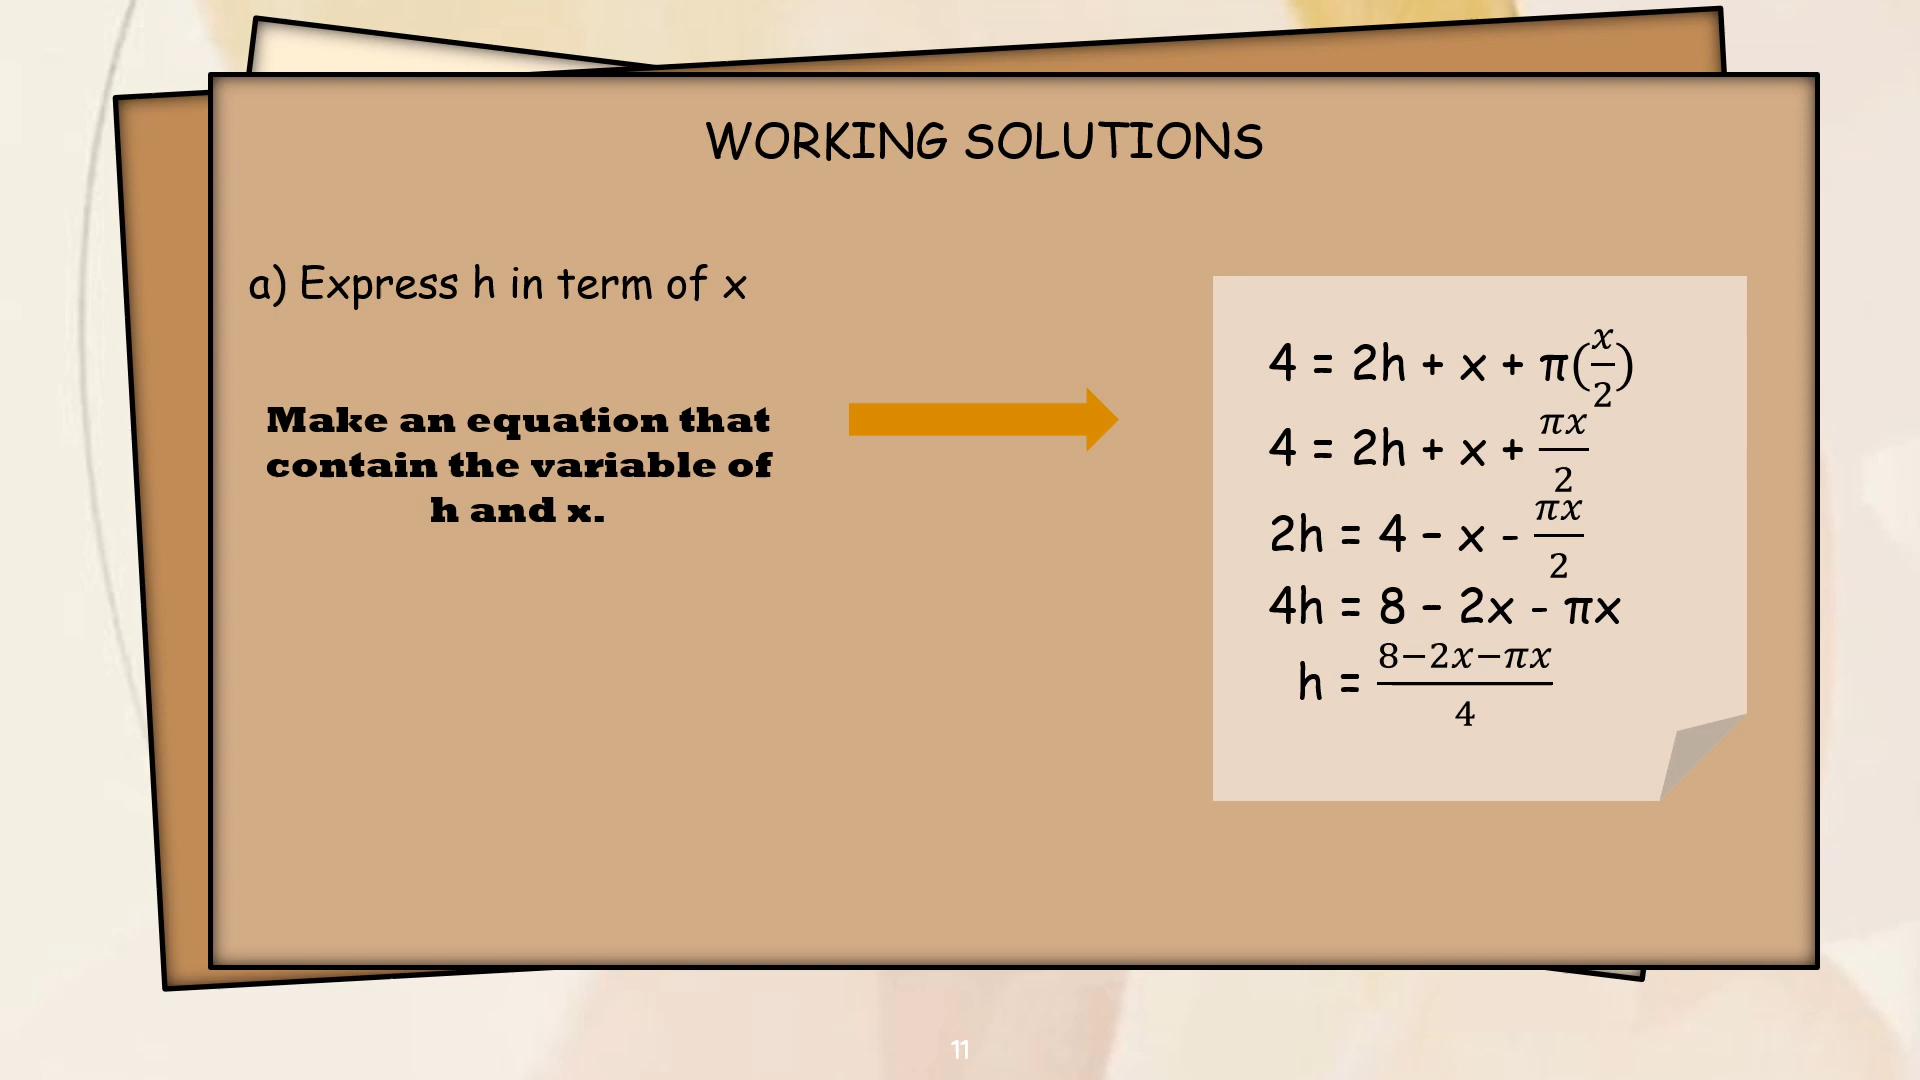 WORKING SOLUTIONS
a) Express h in term of x
Make an equation that
contain the variable of
h and x.
4 = 2h + x + π(x/2)
4 = 2h + x + πx/2
2h = 4 – x - πx/2
4h = 8 – 2x - πx
h = 8−2x−πx/4
11